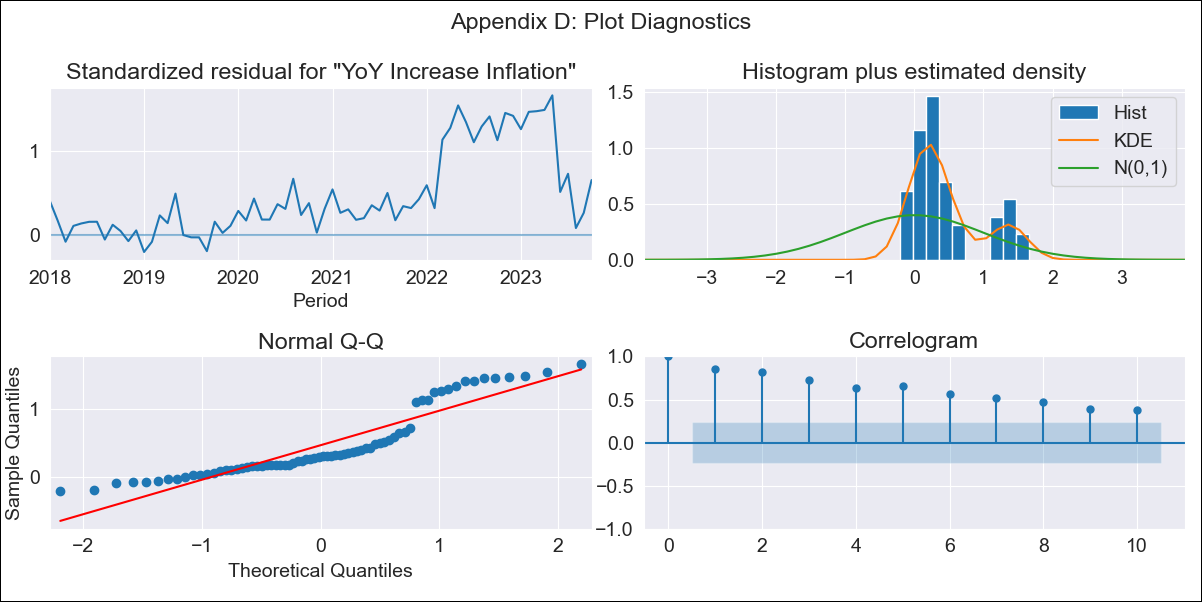 Appendix D: Plot Diagnostics
Standardized residual for "YoY Increase Inflation"
1
0
2018 2019 2020 2021 2022 2023
Period
Histogram plus estimated density
1.5
1.0
0.5
0.0
−3 −2 −1 0 1 2 3
Hist
KDE
N(0,1)
Normal Q-Q
Sample Quantiles
1
0
−2 −1 0 1 2
Theoretical Quantiles
Correlogram
1.0
0.5
0.0
−0.5
−1.0
0 2 4 6 8 10